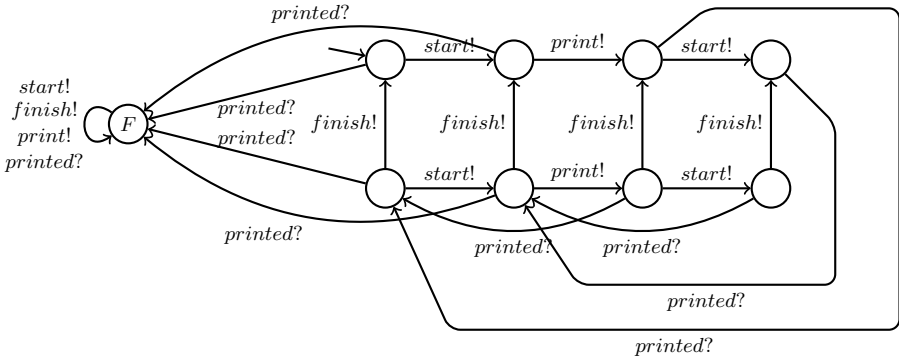 printed?
start! print! start!
start!
finish!
print!
printed?
F
printed?
printed?
finish! finish! finish! finish!
start! print! start!
printed?
printed? printed?
printed?
printed?